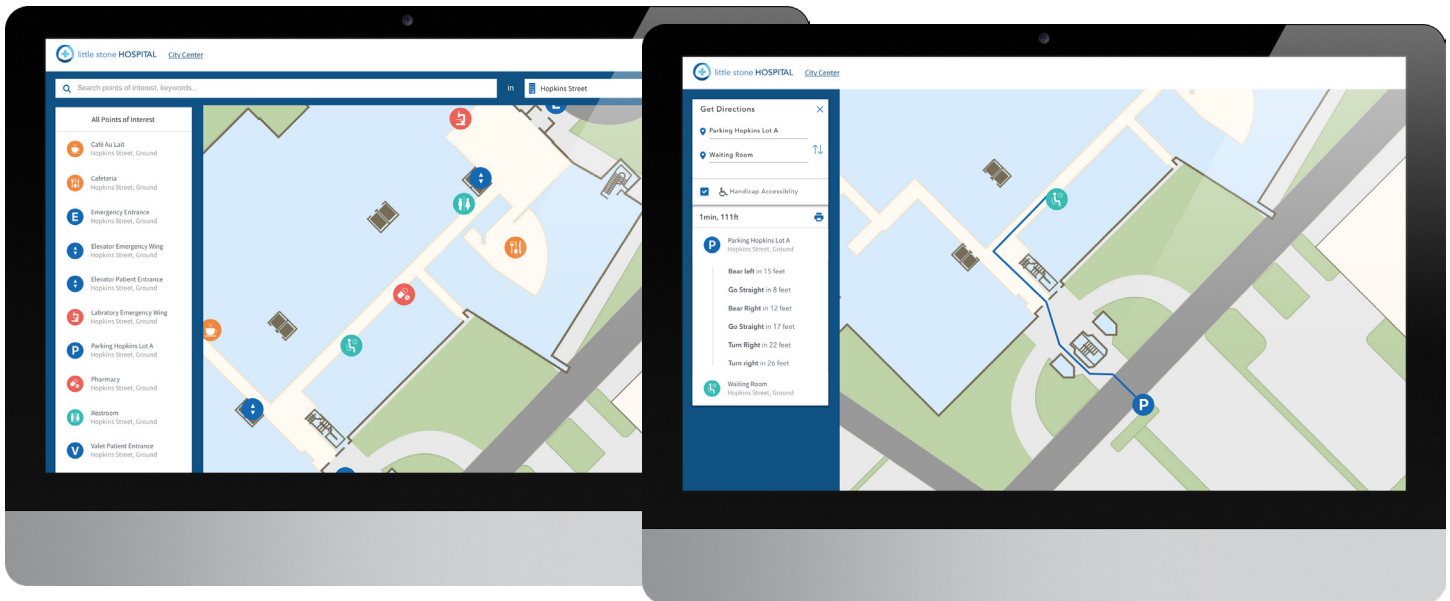 little stone HOSPITAL City Center
Search points of interest, keywords...
in
Hopkins Street
All Points of Interest
Café Au Lait
Hopkins Street, Ground
Cafeteria
Hopkins Street, Ground
E
Emergency Entrance
Hopkins Street, Ground
Elevator Emergency Wing
Hopkins Street, Ground
Elevator Patient Entrance
Hopkins Street, Ground
Labratory Emergency Wing
Hopkins Street, Ground
P
Parking Hopkins Lot A
Hopkins Street, Ground
Pharmacy
Hopkins Street, Ground
Restroom
Hopkins Street, Ground
V
Valet Patient Entrance
Hopkins Street, Ground
E
little stone HOSPITAL City Center
Get Directions
Parking Hopkins Lot A
Waiting Room
Handicap Accessiblity
1min, 111ft
P
Parking Hopkins Lot A
Hopkins Street, Ground
Bear left in 15 feet
Go Straight in 8 feet
Bear Right in 12 feet
Go Straight in 17 feet
Turn Right in 22 feet
Turn right in 26 feet
Waiting Room
Hopkins Street, Ground
P